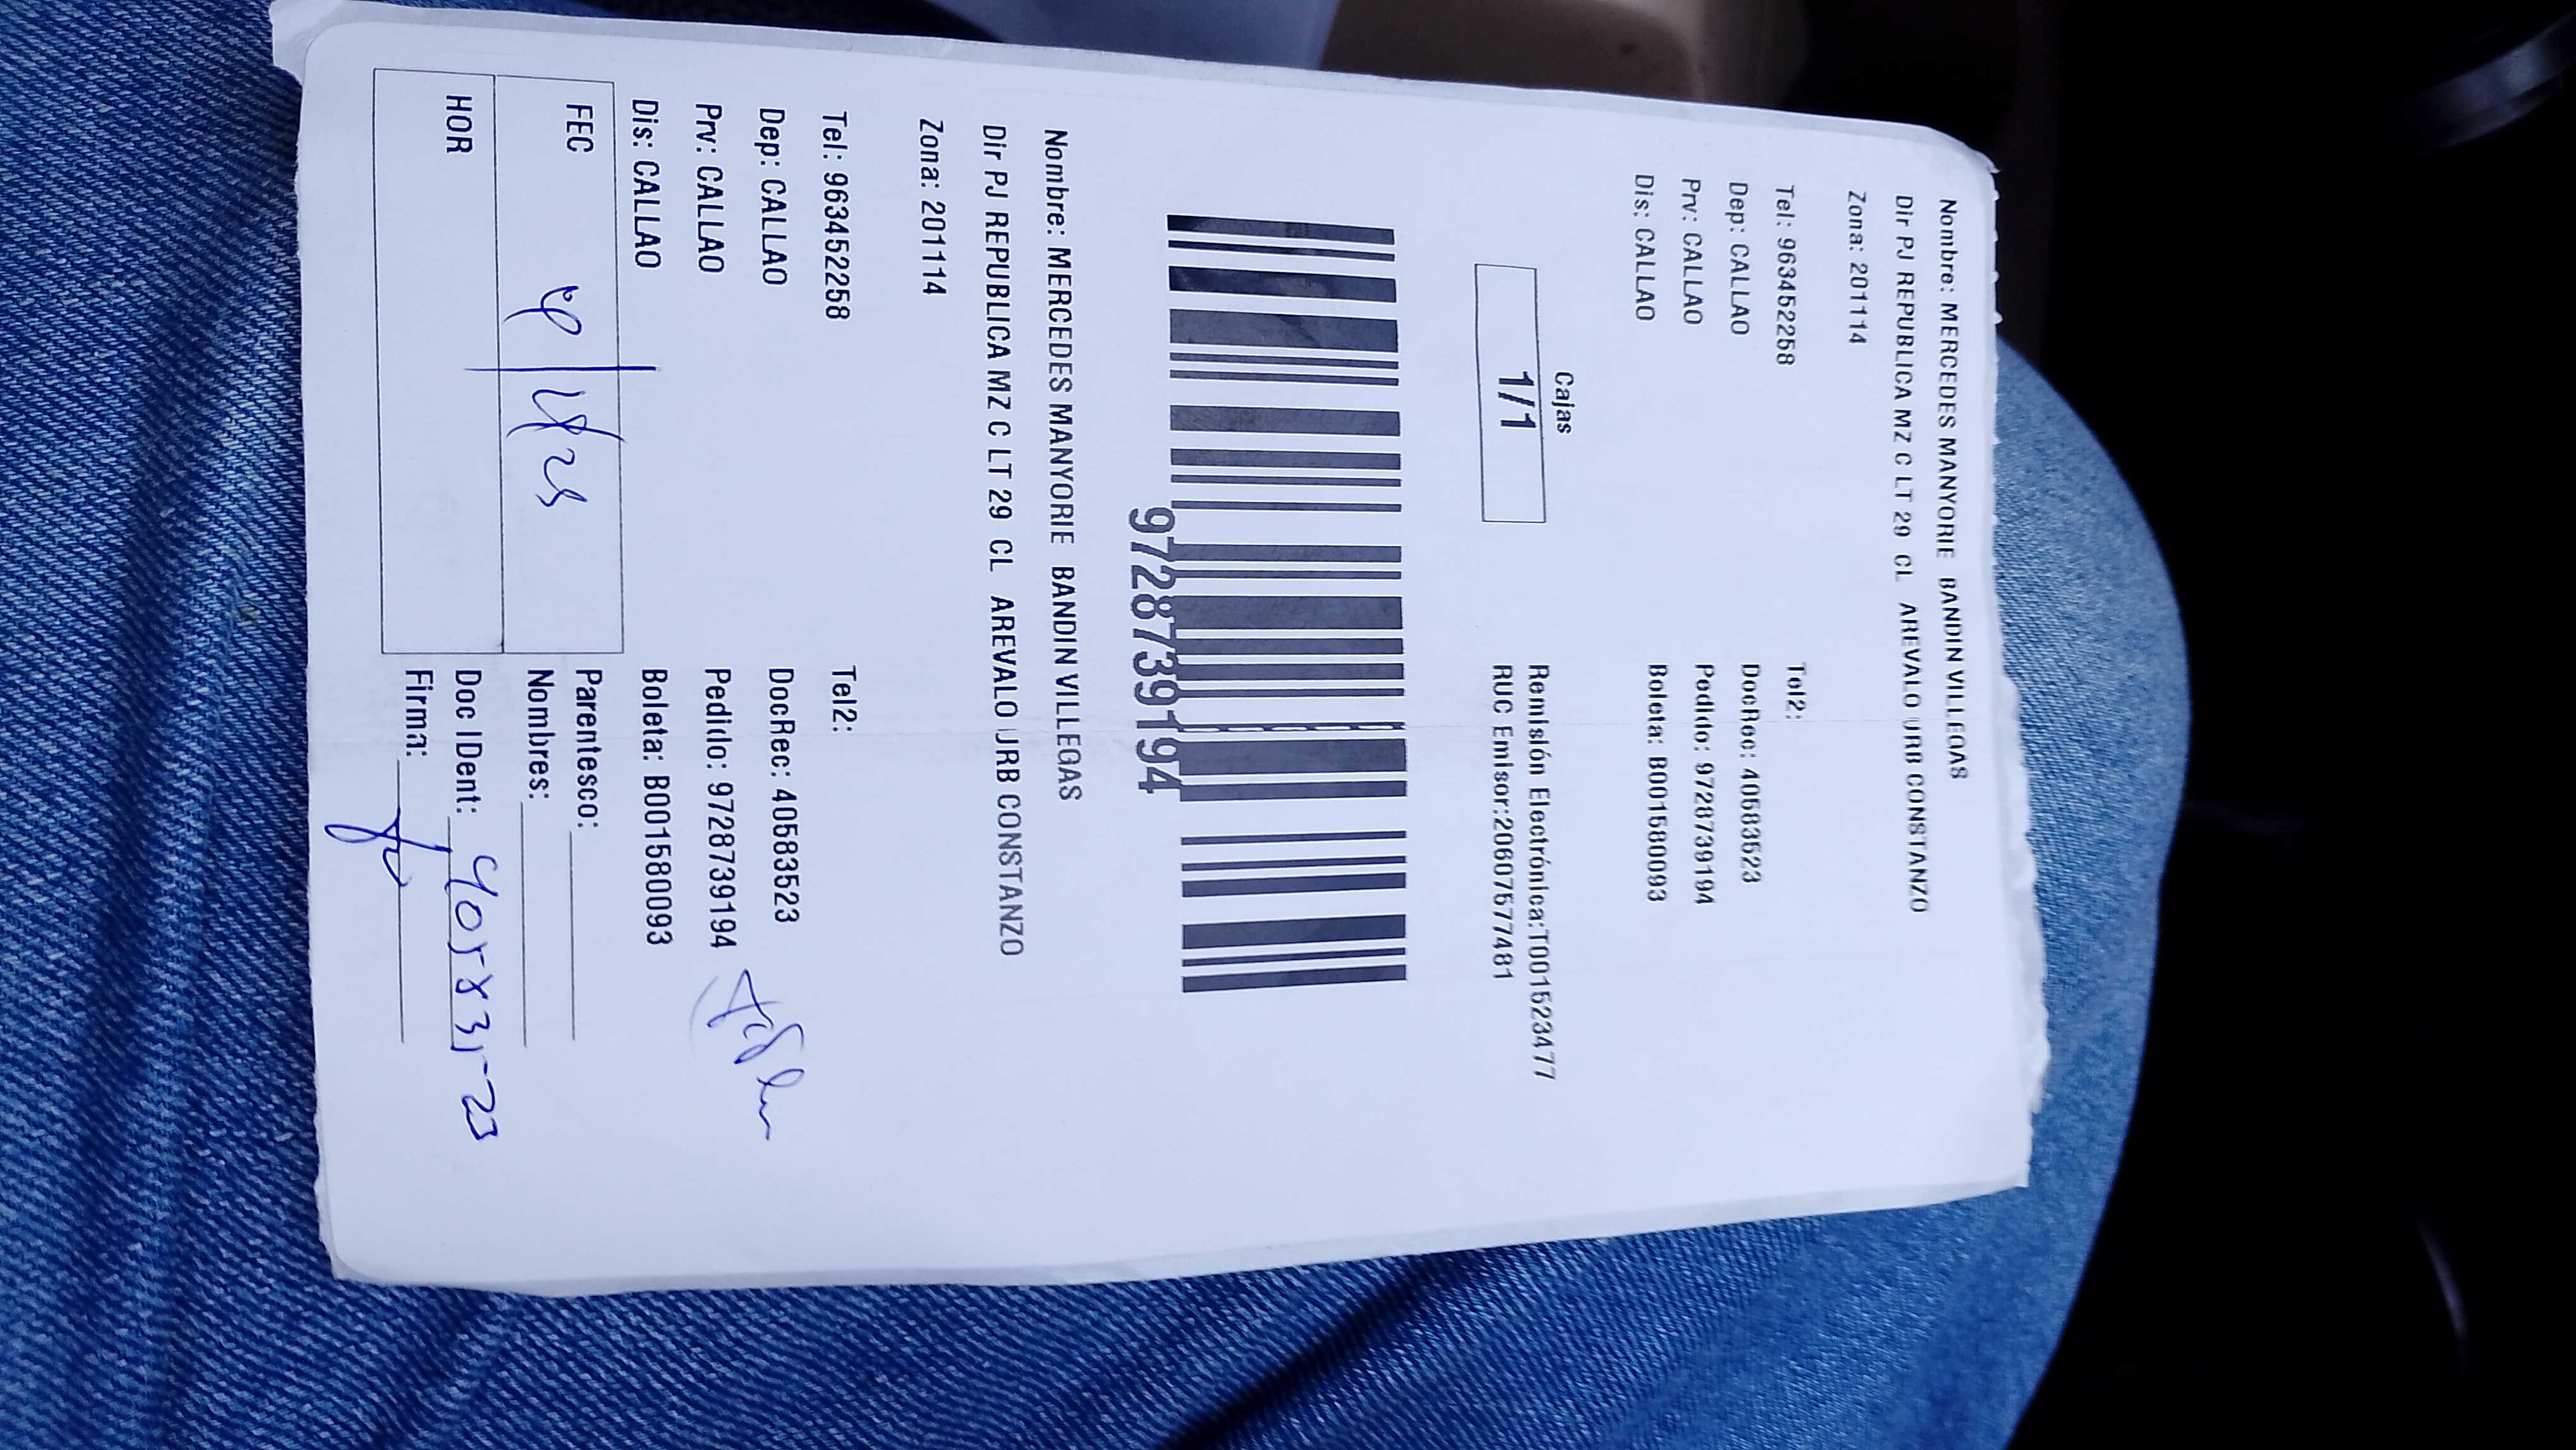 Nombre: MERCEDES MANYORIE BANDIN VILLEGAS
Dir PJ REPUBLICA MZ C LT 29 CL AREVALO URB CONSTANZO
Zona: 201114
Tel: 963452258 Tel2:
Dep: CALLAO DocRec: 40583523
Prv: CALLAO Pedido: 9728739194
Dis: CALLAO Boleta: B001580093
Cajas
1/1
Remisión Electrónica:T001523477
RUC Emisor:20607577481
9728739194
Nombre: MERCEDES MANYORIE BANDIN VILLEGAS
Dir PJ REPUBLICA MZ C LT 29 CL AREVALO URB CONSTANZO
Zona: 201114
Tel: 963452258 Tel2:
Dep: CALLAO DocRec: 40583523
Prv: CALLAO Pedido: 9728739194
Dis: CALLAO Boleta: B001580093
FEC
HOR
Parentesco:
Nombres:
Doc IDent: 40583523
Firma: